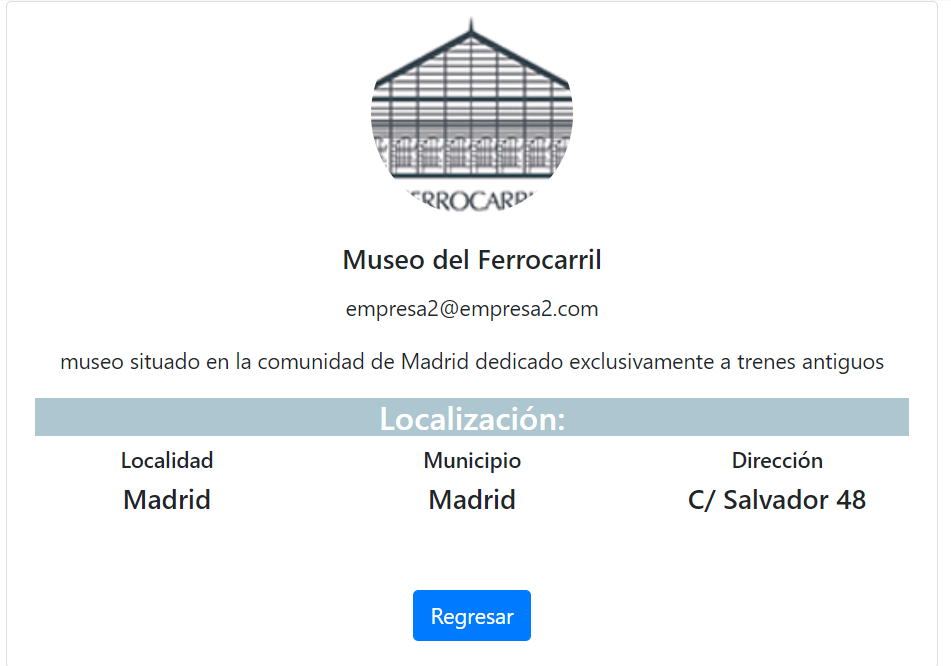 Museo del Ferrocarril
empresa2@empresa2.com
museo situado en la comunidad de Madrid dedicado exclusivamente a trenes antiguos
Localización:
Localidad Municipio Dirección
Madrid Madrid C/ Salvador 48
Regresar